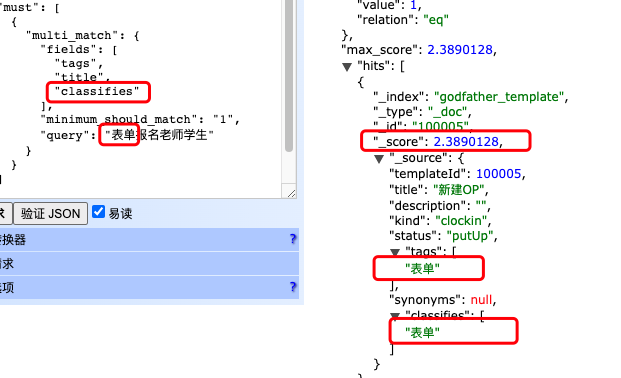 "must": [
{
"multi_match": {
"fields": [
"tags",
"title",
"classifies"
],
"minimum_should_match": "1",
"query": "表单报名老师学生"
}
}
验证 JSON
易读
转换器
?
请求
选项
?
"value": 1,
"relation": "eq"
},
"max_score": 2.3890128,
"hits": [
{
"_index": "godfather_template",
"_type": "_doc",
"_id": "100005",
"_score": 2.3890128,
"_source": {
"templateId": 100005,
"title": "新建OP",
"description": "",
"kind": "clockin",
"status": "putUp",
"tags": [
"表单"
],
"synonyms": null,
"classifies": [
"表单"
]
}